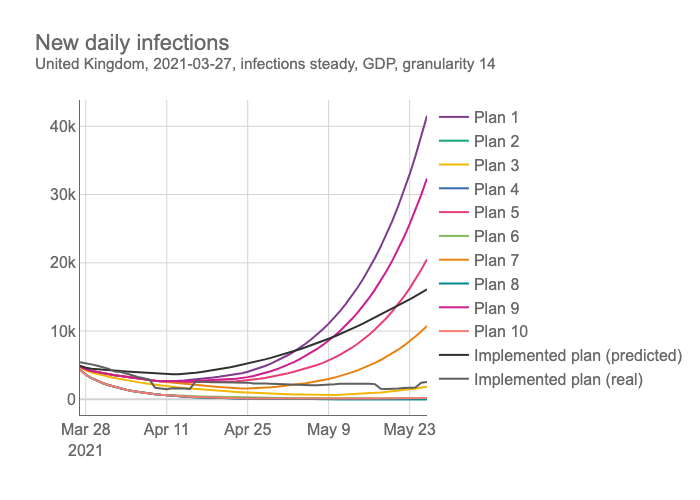 New daily infections
United Kingdom, 2021-03-27, infections steady, GDP, granularity 14
40k
30k
20k
10k
0
Mar 28
2021
Apr 11
Apr 25
May 9
May 23
Plan 1
Plan 2
Plan 3
Plan 4
Plan 5
Plan 6
Plan 7
Plan 8
Plan 9
Plan 10
Implemented plan (predicted)
Implemented plan (real)